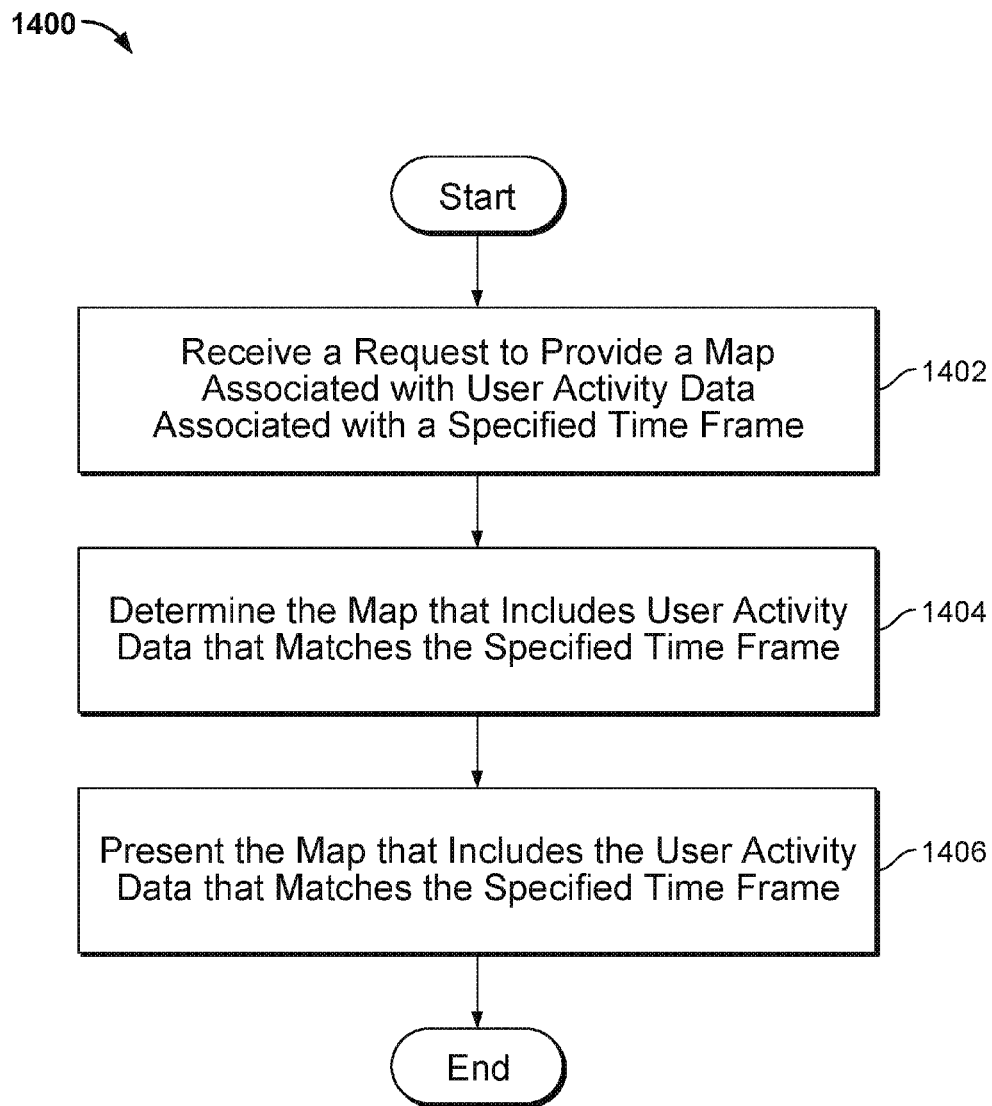 1400
Start
Receive a Request to Provide a Map
Associated with User Activity Data
Associated with a Specified Time Frame
1402
Determine the Map that Includes User Activity
Data that Matches the Specified Time Frame
1404
Present the Map that Includes the User Activity
Data that Matches the Specified Time Frame
1406
End